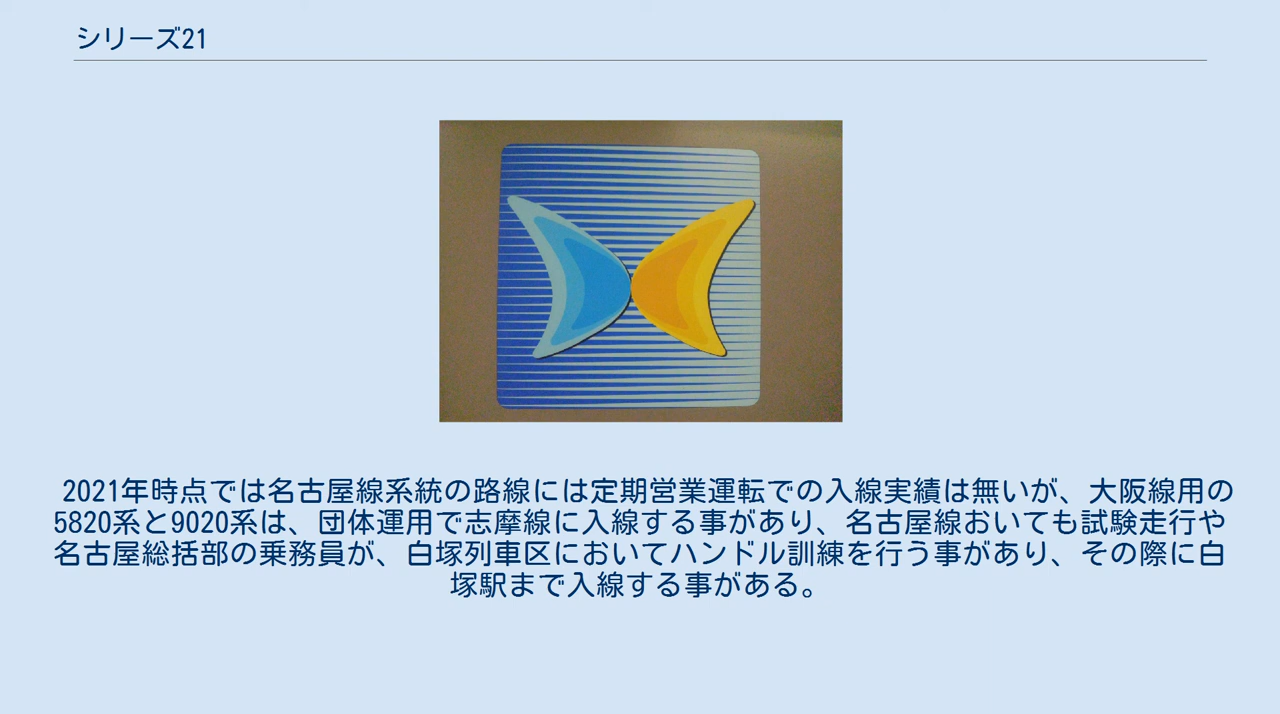 シリーズ21
2021年時点では名古屋線系統の路線には定期営業運転での入線実績は無いが、大阪線用の
5820系と9020系は、団体運用で志摩線に入線する事があり、名古屋線おいても試験走行や
名古屋総括部の乗務員が、白塚列車区においてハンドル訓練を行う事があり、その際に白
塚駅まで入線する事がある。